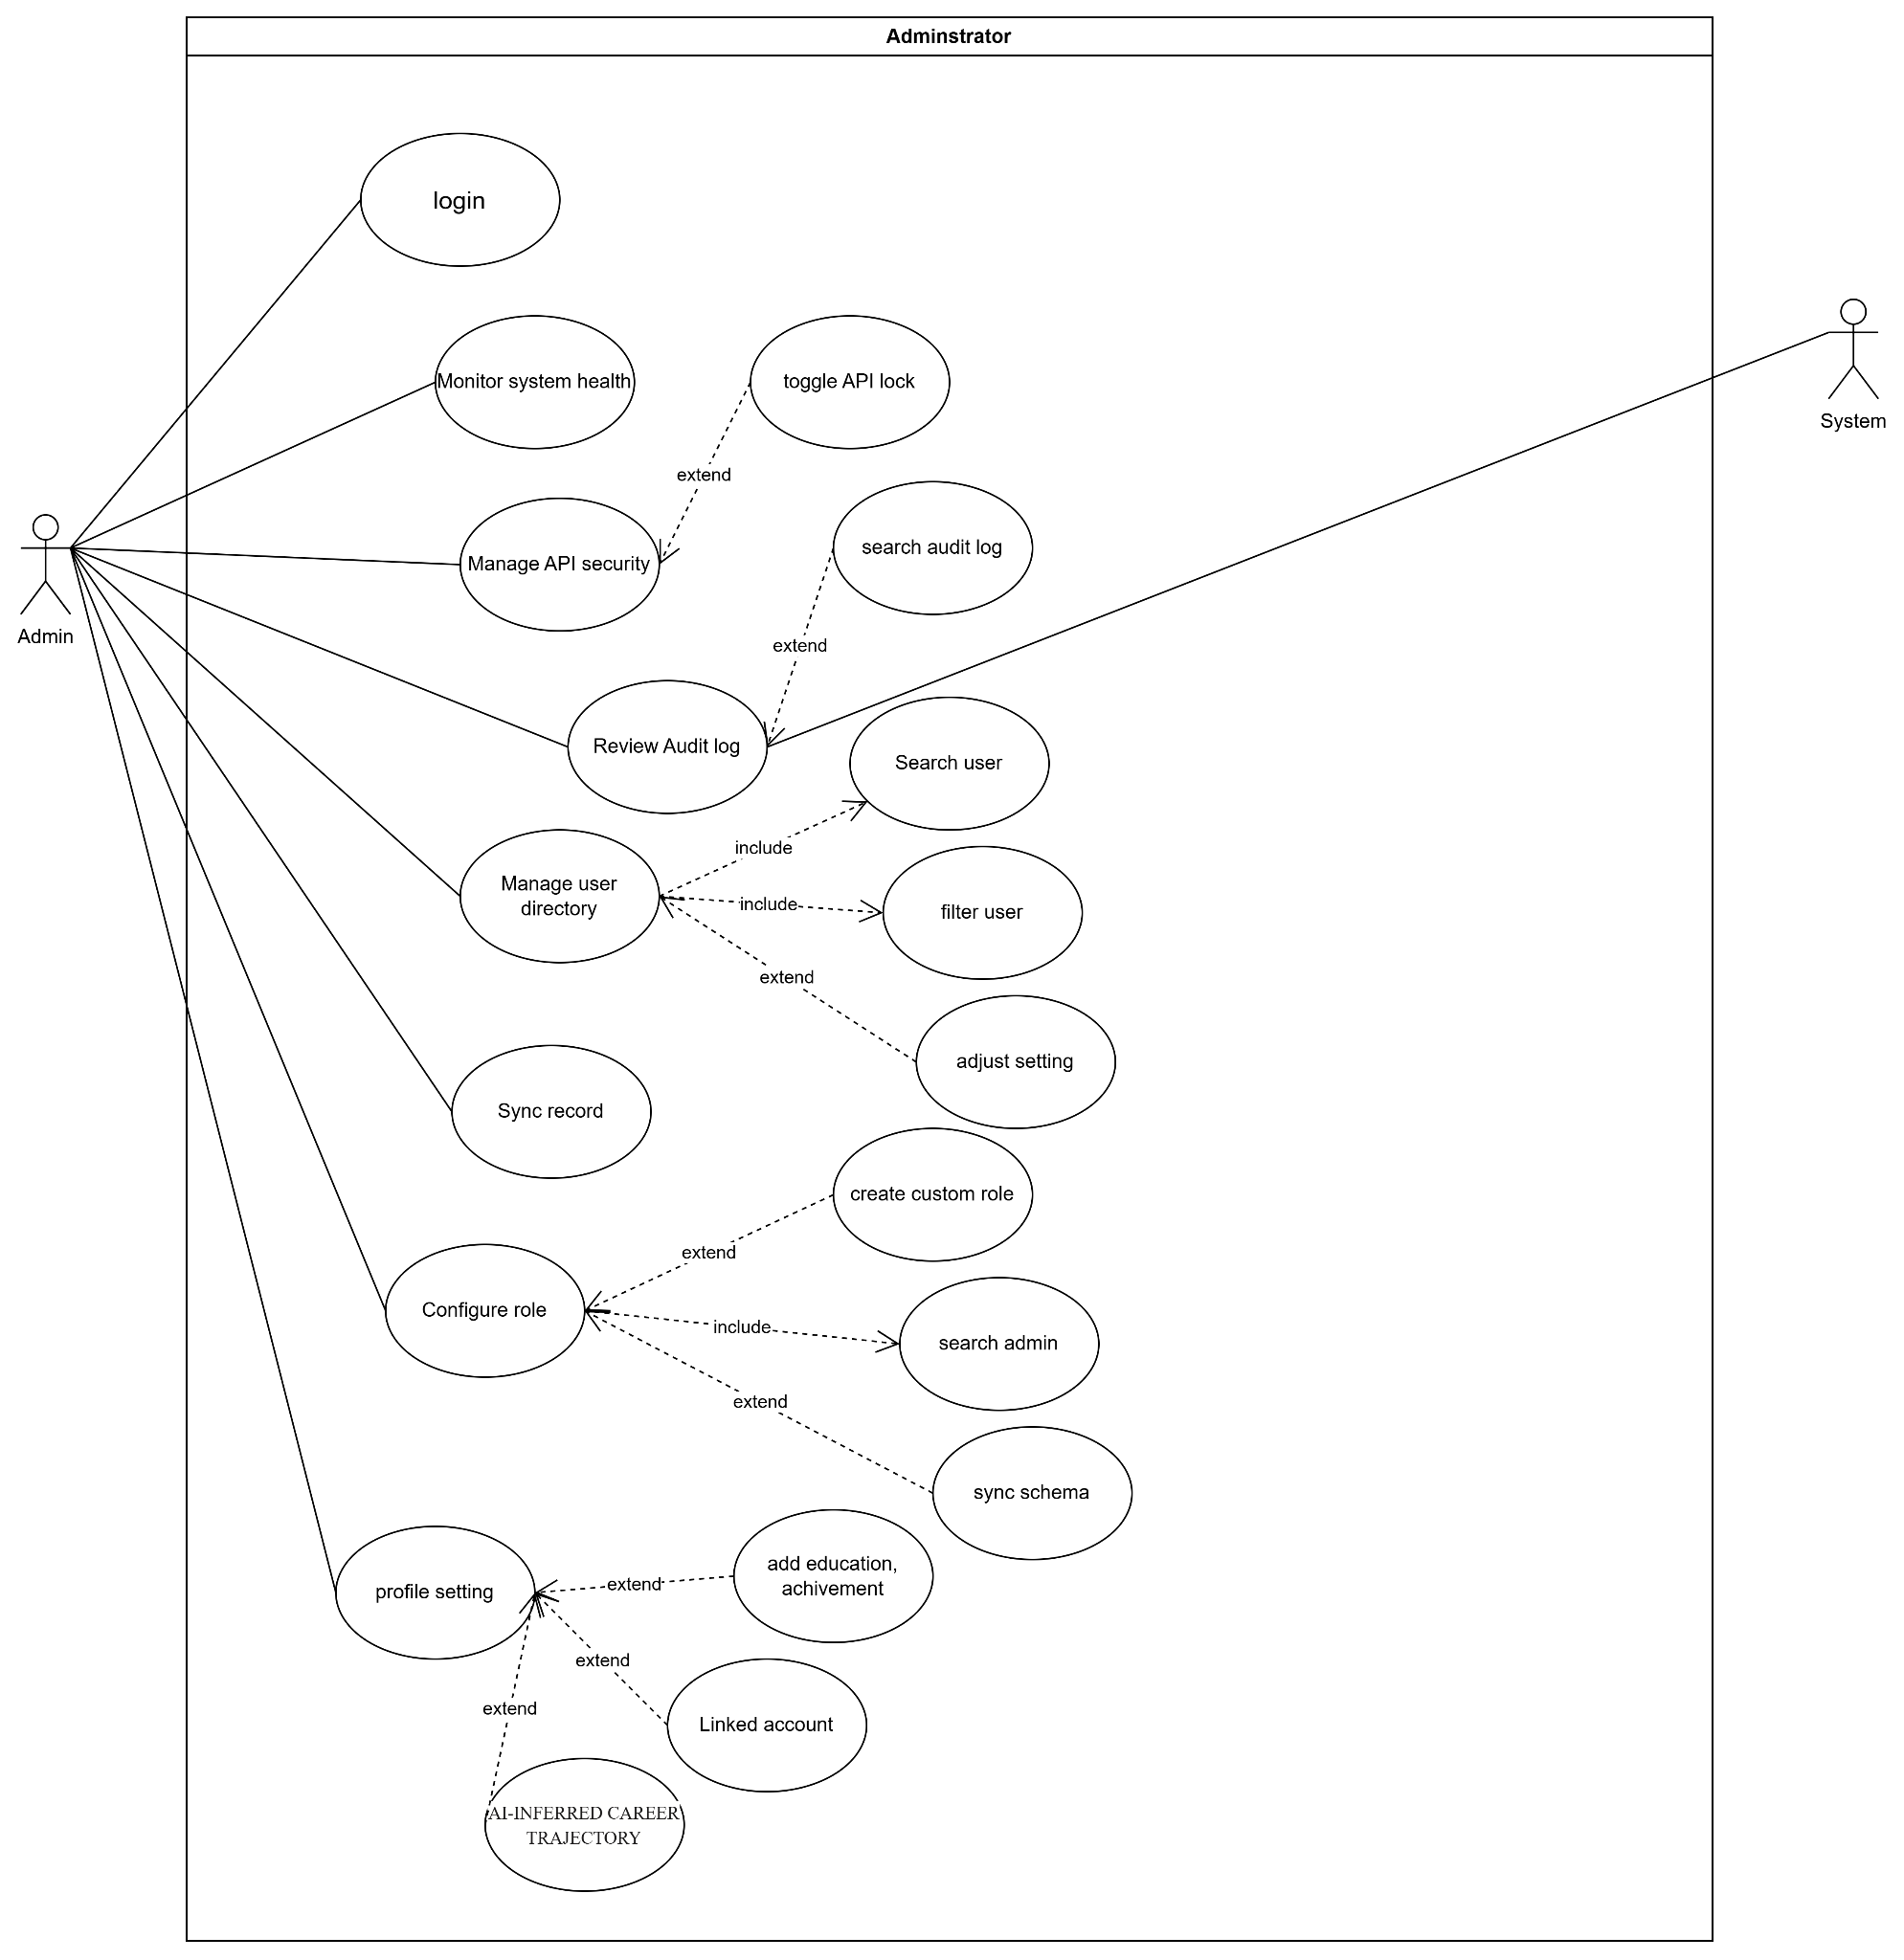 Adminstrator
login
Monitor system health
toggle API lock
System
extend
Manage API security
search audit log
Admin
extend
Review Audit log
Search user
include
Manage user
directory
include
filter user
extend
adjust setting
Sync record
create custom role
extend
Configure role
include
search admin
extend
sync schema
add education,
achivement
profile setting
extend
extend
Linked account
extend
AI-INFERRED CAREER
TRAJECTORY